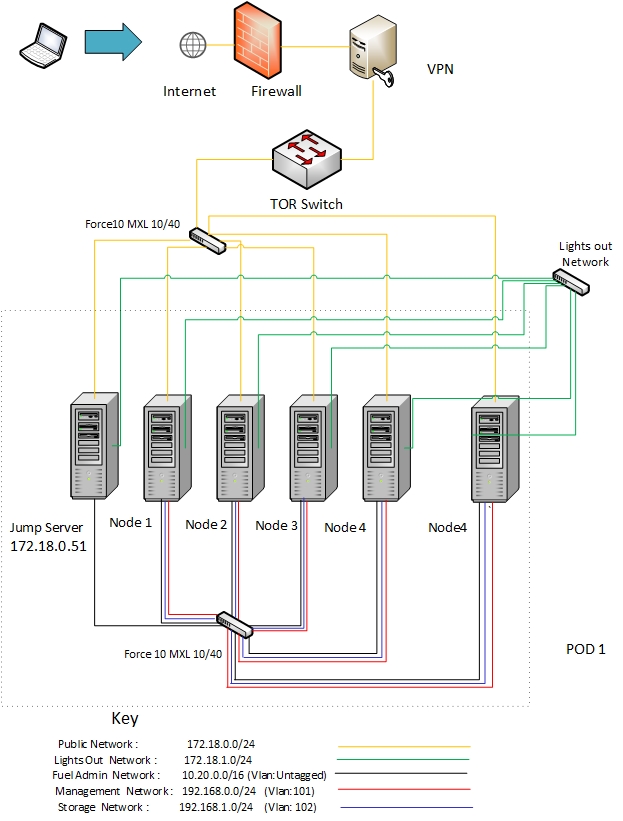 Internet
Firewall
VPN
TOR Switch
Force10 MXL 10/40
Lights out
Network
Jump Server
172.18.0.51
Node 1
Node 2
Node 3
Node 4
Node4
Force 10 MXL 10/40
POD 1
Key
Public Network : 172.18.0.0/24
Lights Out Network : 172.18.1.0/24
Fuel Admin Network : 10.20.0.0/16 (Vlan: Untagged)
Management Network : 192.168.0.0/24 (Vlan: 101)
Storage Network : 192.168.1.0/24 (Vlan: 102)